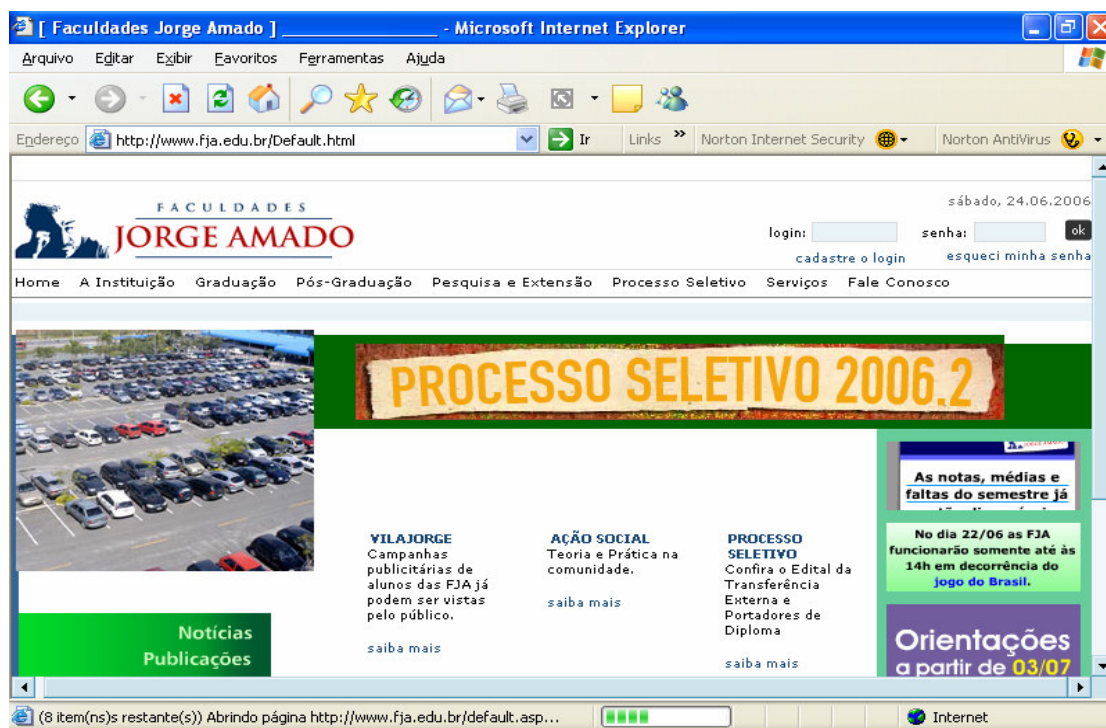 [ Faculdades Jorge Amado ] ____________________ - Microsoft Internet Explorer
Arquivo Editar Exibir Favoritos Ferramentas Ajuda
Endereço http://www.fja.edu.br/Default.html Ir Links » Norton Internet Security Norton AntiVirus
sábado, 24.06.2006
FACULDADES
JORGE AMADO
login: senha: ok
cadastre o login esqueci minha senha
Home A Instituição Graduação Pós-Graduação Pesquisa e Extensão Processo Seletivo Serviços Fale Conosco
PROCESSO SELETIVO 2006.2
VILAJORGE
Campanhas
publicitárias de
alunos das FJA já
podem ser vistas
pelo público.
saiba mais
AÇÃO SOCIAL
Teoria e Prática na
comunidade.
saiba mais
PROCESSO
SELETIVO
Confira o Edital da
Transferência
Externa e
Portadores de
Diploma
saiba mais
As notas, médias e
faltas do semestre já
No dia 22/06 as FJA
funcionarão somente até às
14h em decorrência do
jogo do Brasil.
Orientações
a partir de 03/07
Notícias
Publicações
(8 item(ns)s restante(s)) Abrindo página http://www.fja.edu.br/default.asp... Internet